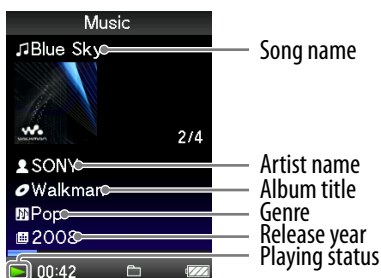 Music
Blue Sky
Song name
WALKMAN
2/4
SONY
Artist name
Walkman
Album title
Pop
Genre
2008
Release year
Playing status
00:42